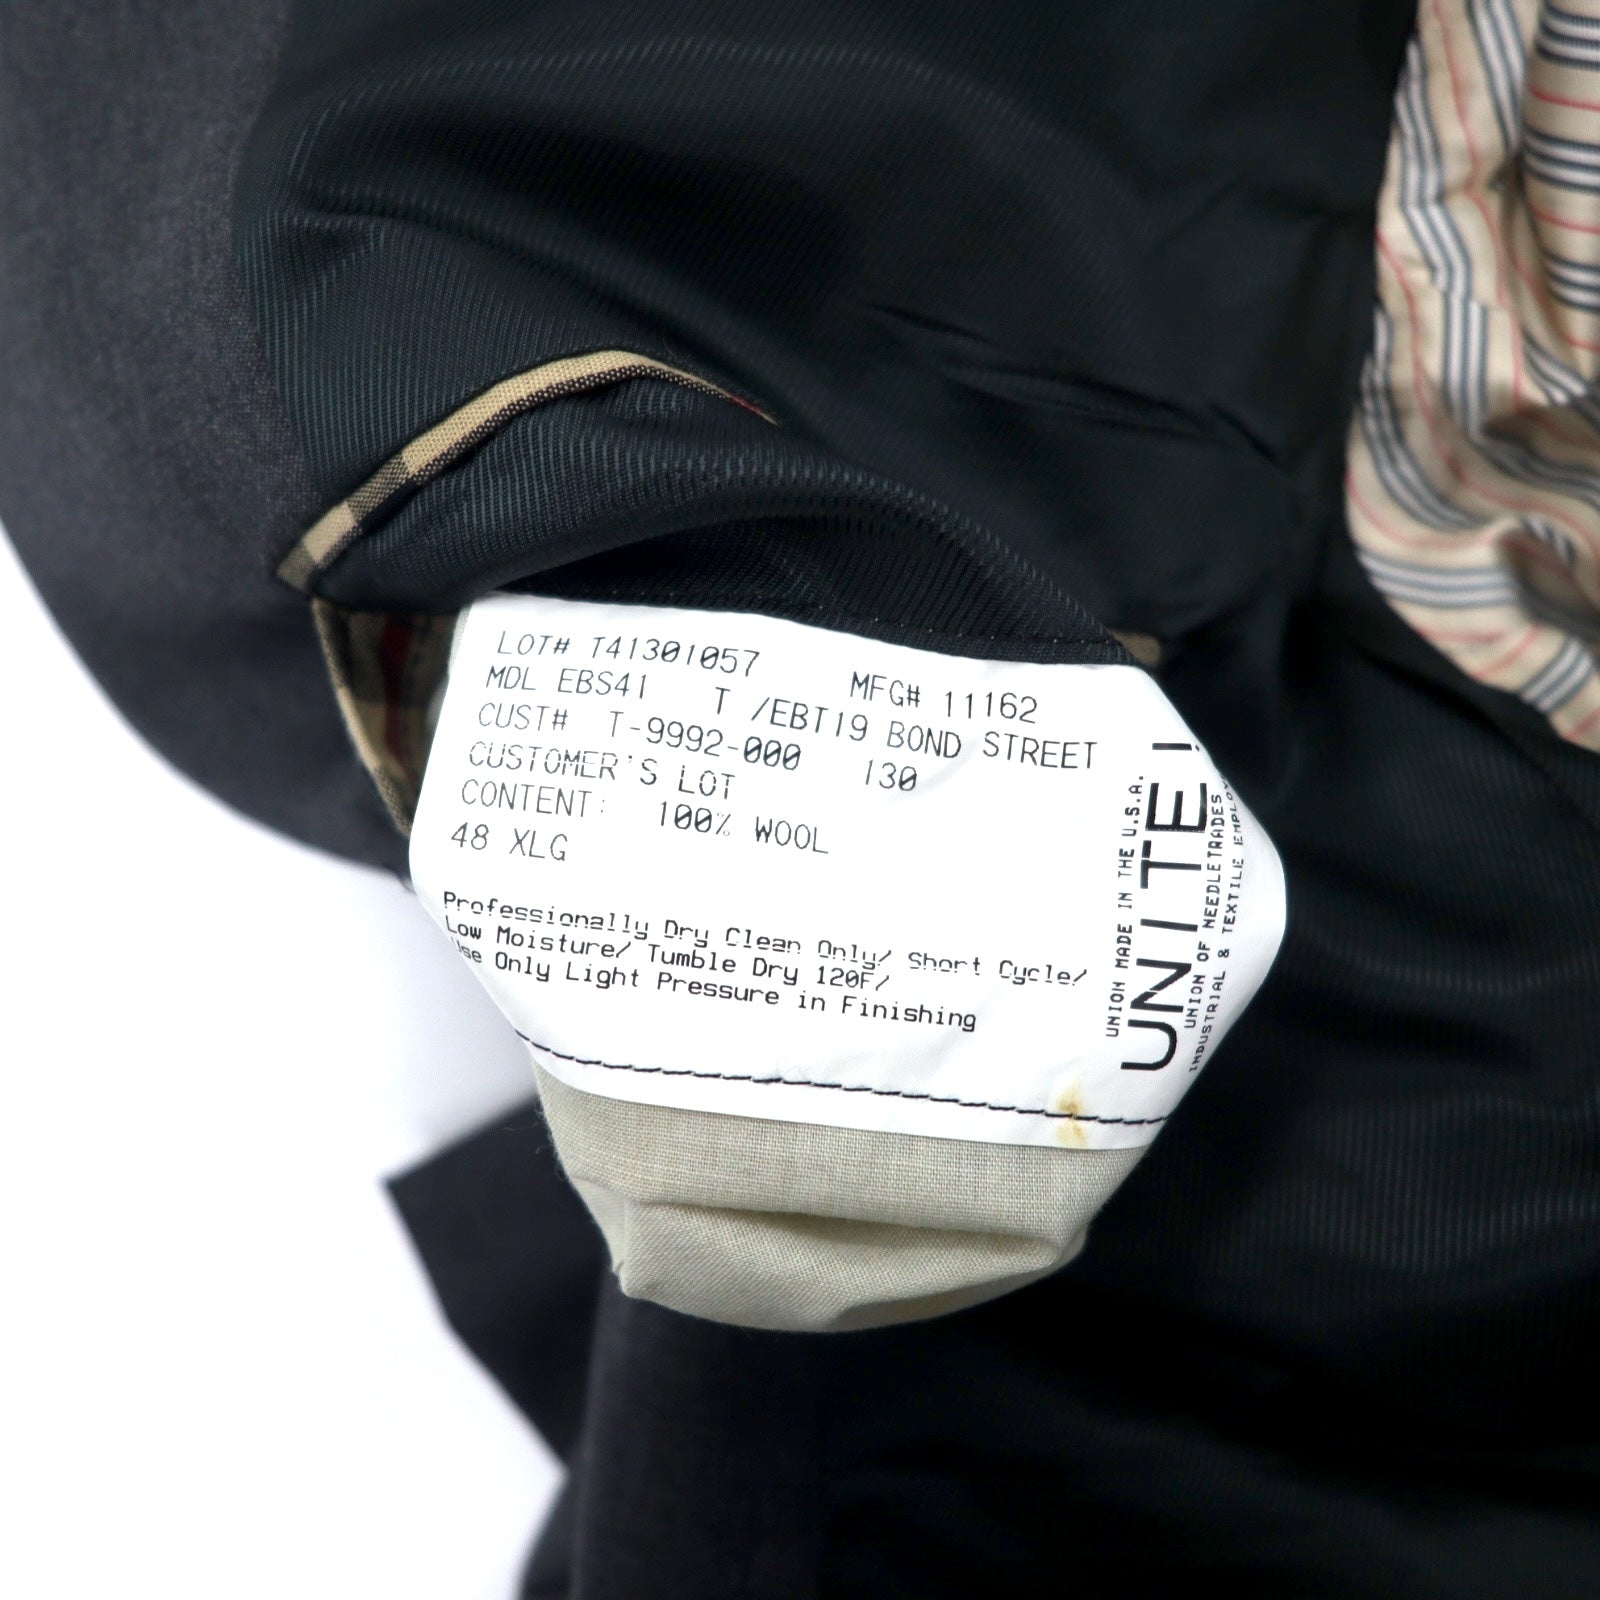 LOT# T41301057 MFG# 11162
MDL EBS41 T /EBT19 BOND STREET
CUST# T-9992-000 130
CUSTOMER'S LOT
CONTENT: 100% WOOL
48 XLG
Professionally Dry Clean Only/ Short Cycle/
Low Moisture/ Tumble Dry 120F/
Use Only Light Pressure in Finishing
UNION MADE IN THE U.S.A.
UNITE!
UNION OF NEEDLETRADES
INDUSTRIAL & TEXTILE